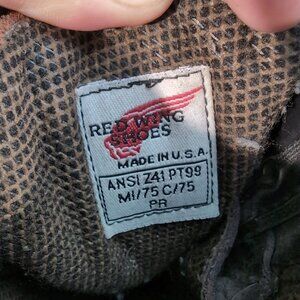 RED WING
SHOES
MADE IN U.S.A.
ANSI Z41 PT99
MI/75 C/75
PR